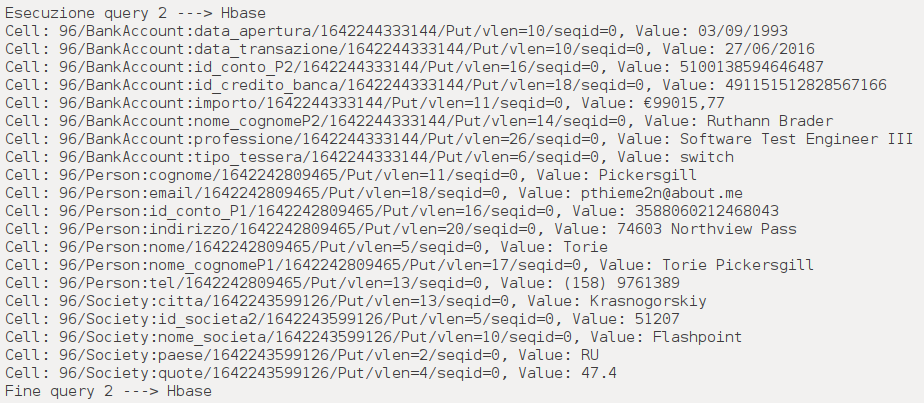 Esecuzione query 2 ---> Hbase
Cell: 96/BankAccount:data_apertura/1642244333144/Put/vlen=10/seqid=0, Value: 03/09/1993
Cell: 96/BankAccount:data_transazione/1642244333144/Put/vlen=10/seqid=0, Value: 27/06/2016
Cell: 96/BankAccount:id_conto_P2/1642244333144/Put/vlen=16/seqid=0, Value: 5100138594646487
Cell: 96/BankAccount:id_credito_banca/1642244333144/Put/vlen=18/seqid=0, Value: 491151512828567166
Cell: 96/BankAccount:importo/1642244333144/Put/vlen=11/seqid=0, Value: €99015,77
Cell: 96/BankAccount:nome_cognomeP2/1642244333144/Put/vlen=14/seqid=0, Value: Ruthann Brader
Cell: 96/BankAccount:professione/1642244333144/Put/vlen=26/seqid=0, Value: Software Test Engineer III
Cell: 96/BankAccount:tipo_tessera/1642244333144/Put/vlen=6/seqid=0, Value: switch
Cell: 96/Person:cognome/1642242809465/Put/vlen=11/seqid=0, Value: Pickersgill
Cell: 96/Person:email/1642242809465/Put/vlen=18/seqid=0, Value: pthieme2n@about.me
Cell: 96/Person:id_conto_P1/1642242809465/Put/vlen=16/seqid=0, Value: 3588060212468043
Cell: 96/Person:indirizzo/1642242809465/Put/vlen=20/seqid=0, Value: 74603 Northview Pass
Cell: 96/Person:nome/1642242809465/Put/vlen=5/seqid=0, Value: Torie
Cell: 96/Person:nome_cognomeP1/1642242809465/Put/vlen=17/seqid=0, Value: Torie Pickersgill
Cell: 96/Person:tel/1642242809465/Put/vlen=13/seqid=0, Value: (158) 9761389
Cell: 96/Society:citta/1642243599126/Put/vlen=13/seqid=0, Value: Krasnogorskiy
Cell: 96/Society:id_societa2/1642243599126/Put/vlen=5/seqid=0, Value: 51207
Cell: 96/Society:nome_societa/1642243599126/Put/vlen=10/seqid=0, Value: Flashpoint
Cell: 96/Society:paese/1642243599126/Put/vlen=2/seqid=0, Value: RU
Cell: 96/Society:quote/1642243599126/Put/vlen=4/seqid=0, Value: 47.4
Fine query 2 ---> Hbase